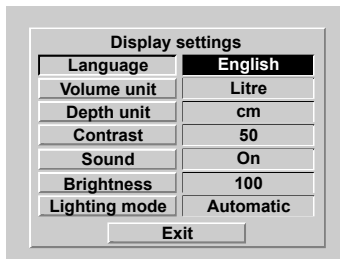 Display settings
Language English
Volume unit Litre
Depth unit cm
Contrast 50
Sound On
Brightness 100
Lighting mode Automatic
Exit